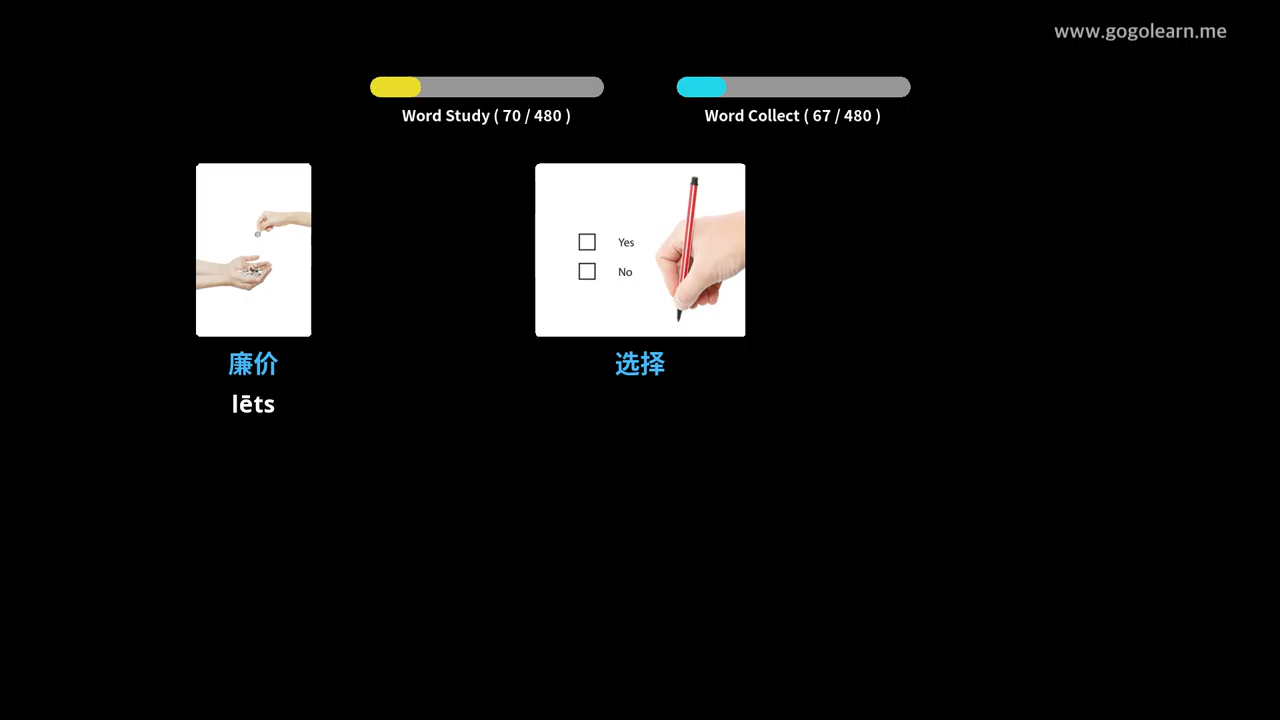 www.gogolearn.me
Word Study ( 70 / 480 )
Word Collect ( 67 / 480 )
Yes
No
廉价
选择
lēts